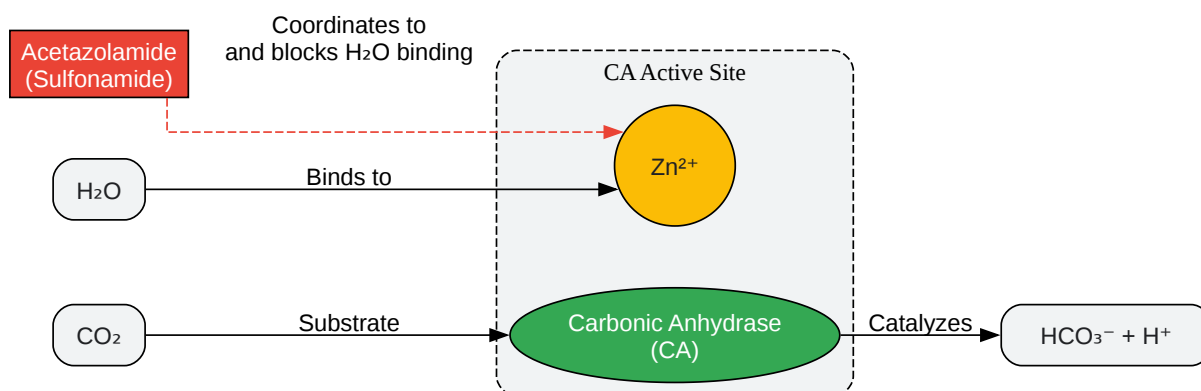 Coordinates to
and blocks H₂O binding
Acetazolamide
(Sulfonamide)
CA Active Site
Zn²⁺
H₂O
Binds to
CO₂
Substrate
Carbonic Anhydrase
(CA)
Catalyzes
HCO₃⁻ + H⁺